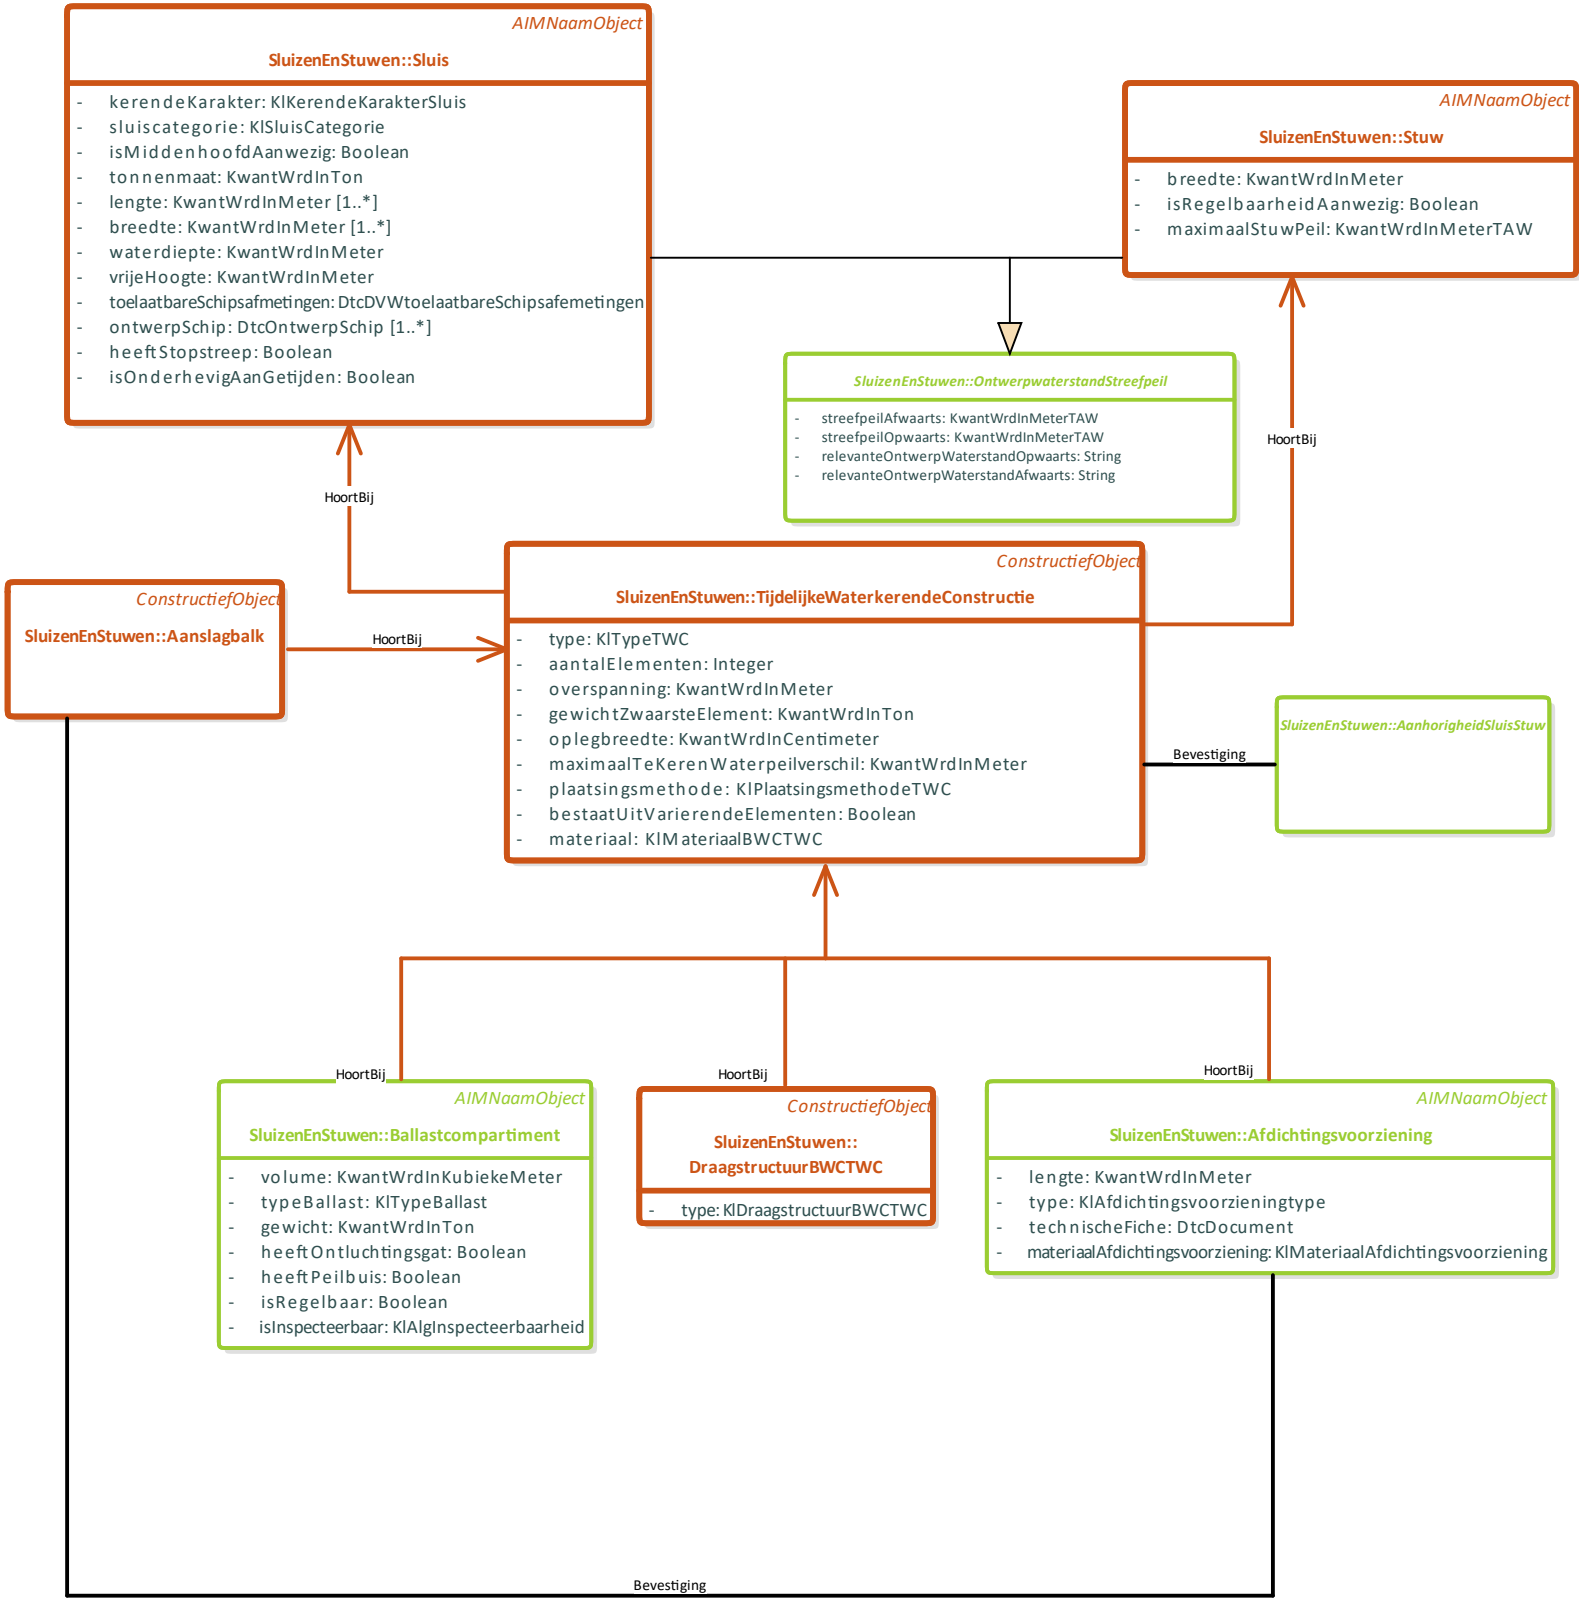 AIMNaamObject
SluizenEnStuwen::Sluis
- kerendeKarakter: KlKerendeKarakterSluis
- sluiscategorie: KlSluisCategorie
- isMiddenhoofdAanwezig: Boolean
- tonnenmaat: KwantWrdInTon
- lengte: KwantWrdInMeter [1..*]
- breedte: KwantWrdInMeter [1..*]
- waterdiepte: KwantWrdInMeter
- vrijeHoogte: KwantWrdInMeter
- toelaatbareSchipsafmetingen: DtcDVWtoelaatbareSchipsafemetingen
- ontwerpSchip: DtcOntwerpSchip [1..*]
- heeftStopstreep: Boolean
- isOnderhevigAanGetijden: Boolean
AIMNaamObject
SluizenEnStuwen::Stuw
- breedte: KwantWrdInMeter
- isRegelbaarheidAanwezig: Boolean
- maximaalStuwPeil: KwantWrdInMeterTAW
SluizenEnStuwen::OntwerpwaterstandStreefpeil
- streefpeilAfwaarts: KwantWrdInMeterTAW
- streefpeilOpwaarts: KwantWrdInMeterTAW
- relevanteOntwerpWaterstandOpwaarts: String
- relevanteOntwerpWaterstandAfwaarts: String
HoortBij
HoortBij
ConstructiefObject
SluizenEnStuwen::Aanslagbalk
HoortBij
ConstructiefObject
SluizenEnStuwen::TijdelijkeWaterkerendeConstructie
- type: KlTypeTWC
- aantalElementen: Integer
- overspanning: KwantWrdInMeter
- gewichtZwaarsteElement: KwantWrdInTon
- oplegbreedte: KwantWrdInCentimeter
- maximaalTeKerenWaterpeilverschil: KwantWrdInMeter
- plaatsingsmethode: KlPlaatsingsmethodeTWC
- bestaatUitVarierendeElementen: Boolean
- materiaal: KlMateriaalBWCTWC
Bevestiging
SluizenEnStuwen::AanhorigheidSluisStuw
HoortBij
HoortBij
HoortBij
AIMNaamObject
SluizenEnStuwen::Ballastcompartiment
- volume: KwantWrdInKubiekeMeter
- typeBallast: KlTypeBallast
- gewicht: KwantWrdInTon
- heeftOntluchtingsgat: Boolean
- heeftPeilbuis: Boolean
- isRegelbaar: Boolean
- isInspecteerbaar: KlAlgInspecteerbaarheid
ConstructiefObject
SluizenEnStuwen::
DraagstructuurBWCTWC
- type: KlDraagstructuurBWCTWC
AIMNaamObject
SluizenEnStuwen::Afdichtingsvoorziening
- lengte: KwantWrdInMeter
- type: KlAfdichtingsvoorzieningtype
- technischeFiche: DtcDocument
- materiaalAfdichtingsvoorziening: KlMateriaalAfdichtingsvoorziening
Bevestiging